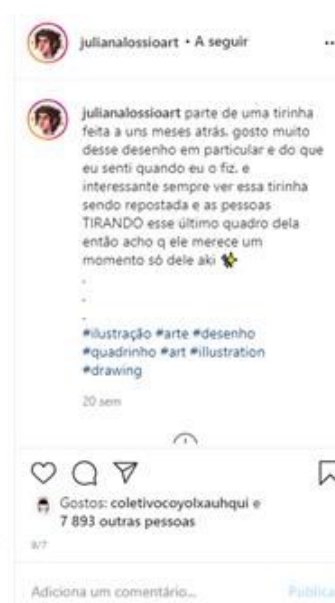 julianalossioart • A seguir
julianalossioart parte de uma tirinha
feita a uns meses atrás. gosto muito
desse desenho em particular e do que
eu senti quando eu o fiz. e
interessante sempre ver essa tirinha
sendo repostada e as pessoas
TIRANDO esse último quadro dela
então acho q ele merece um
momento só dele aki
.
.
.
#ilustração #arte #desenho
#quadrinho #art #illustration
#drawing
20 sem
Gostos: coletivocoyolxauhqui e
7 893 outras pessoas
9/7
Adiciona um comentário... Publica